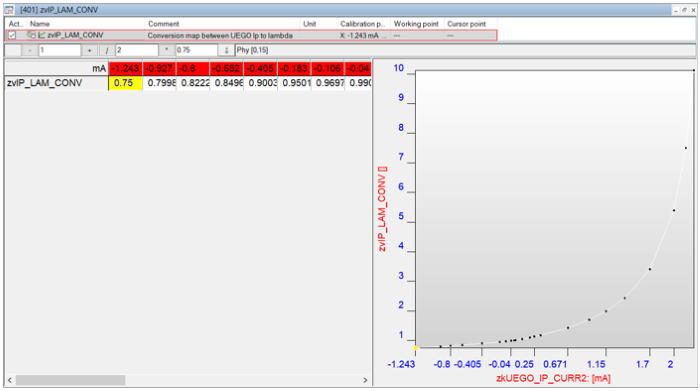 [401] zvIP_LAM_CONV
Act.. Name Comment Unit Calibration p... Working point Cursor point
zvIP_LAM_CONV Conversion map between UEGO Ip to lambda X: -1.243 mA ... --- ---
- 1 + / 2 * 0.75 Phy [0,15]
mA -1.243 -0.927 -0.8 -0.652 -0.405 -0.183 -0.106 -0.04
zvIP_LAM_CONV 0.75 0.7998 0.8222 0.8496 0.9003 0.9501 0.9697 0.990
10
9
8
7
6
5
4
3
2
1
zvIP_LAM_CONV []
-1.243 -0.8 -0.405 -0.04 0.25 0.671 1.15 1.7 2
zkUEGO_IP_CURR2: [mA]